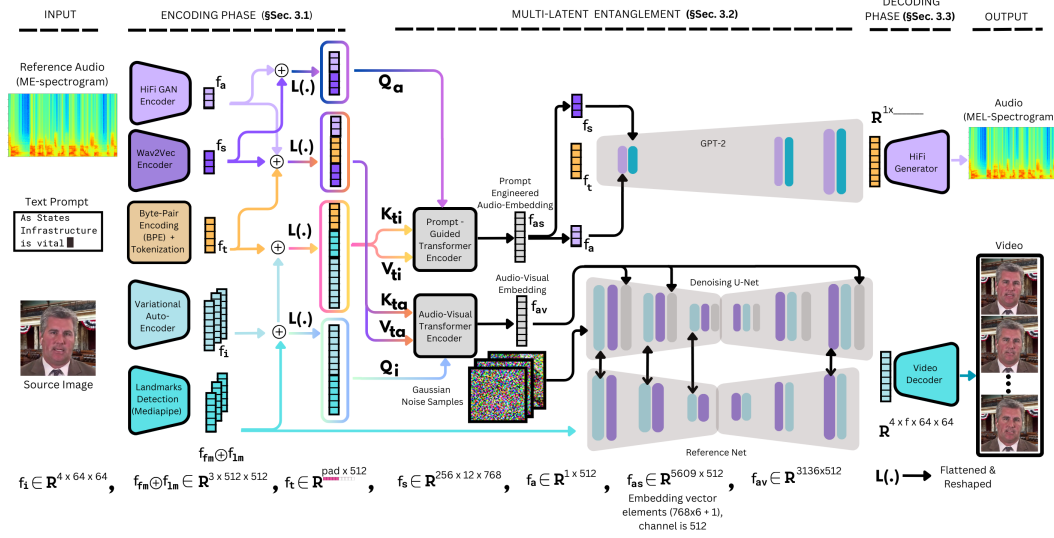 INPUT
ENCODING PHASE (§Sec. 3.1)
MULTI-LATENT ENTANGLEMENT (§Sec. 3.2)
DECODING
PHASE (§Sec. 3.3)
OUTPUT
Reference Audio
(ME-spectrogram)
HiFi GAN
Encoder
f_a
Wav2Vec
Encoder
f_s
Text Prompt
As States
Infrastructure
is vital
Byte-Pair
Encoding
(BPE) +
Tokenization
f_t
Variational
Auto-
Encoder
f_i
Source Image
Landmarks
Detection
(Mediapipe)
f_fm⊕f_lm
L(.)
L(.)
L(.)
L(.)
Q_a
K_ti
V_ti
K_ta
V_ta
Q_i
Prompt -
Guided
Transformer
Encoder
Audio-Visual
Transformer
Encoder
Prompt
Engineered
Audio-Embedding
f_as
Audio-Visual
Embedding
f_av
Gaussian
Noise Samples
f_s
f_t
f_a
GPT-2
Denoising U-Net
Reference Net
R^1x____
HiFi
Generator
Audio
(MEL-Spectrogram)
Video
Video
Decoder
R^4 x f x 64 x 64
f_i ∈ R^4 x 64 x 64,
f_fm⊕f_lm ∈ R^3 x 512 x 512,
f_t ∈ R^pad x 512,
f_s ∈ R^256 x 12 x 768,
f_a ∈ R^1 x 512,
f_as ∈ R^5609 x 512,
Embedding vector
elements (768x6 + 1),
channel is 512
f_av ∈ R^3136x512
L(.)
Flattened &
Reshaped